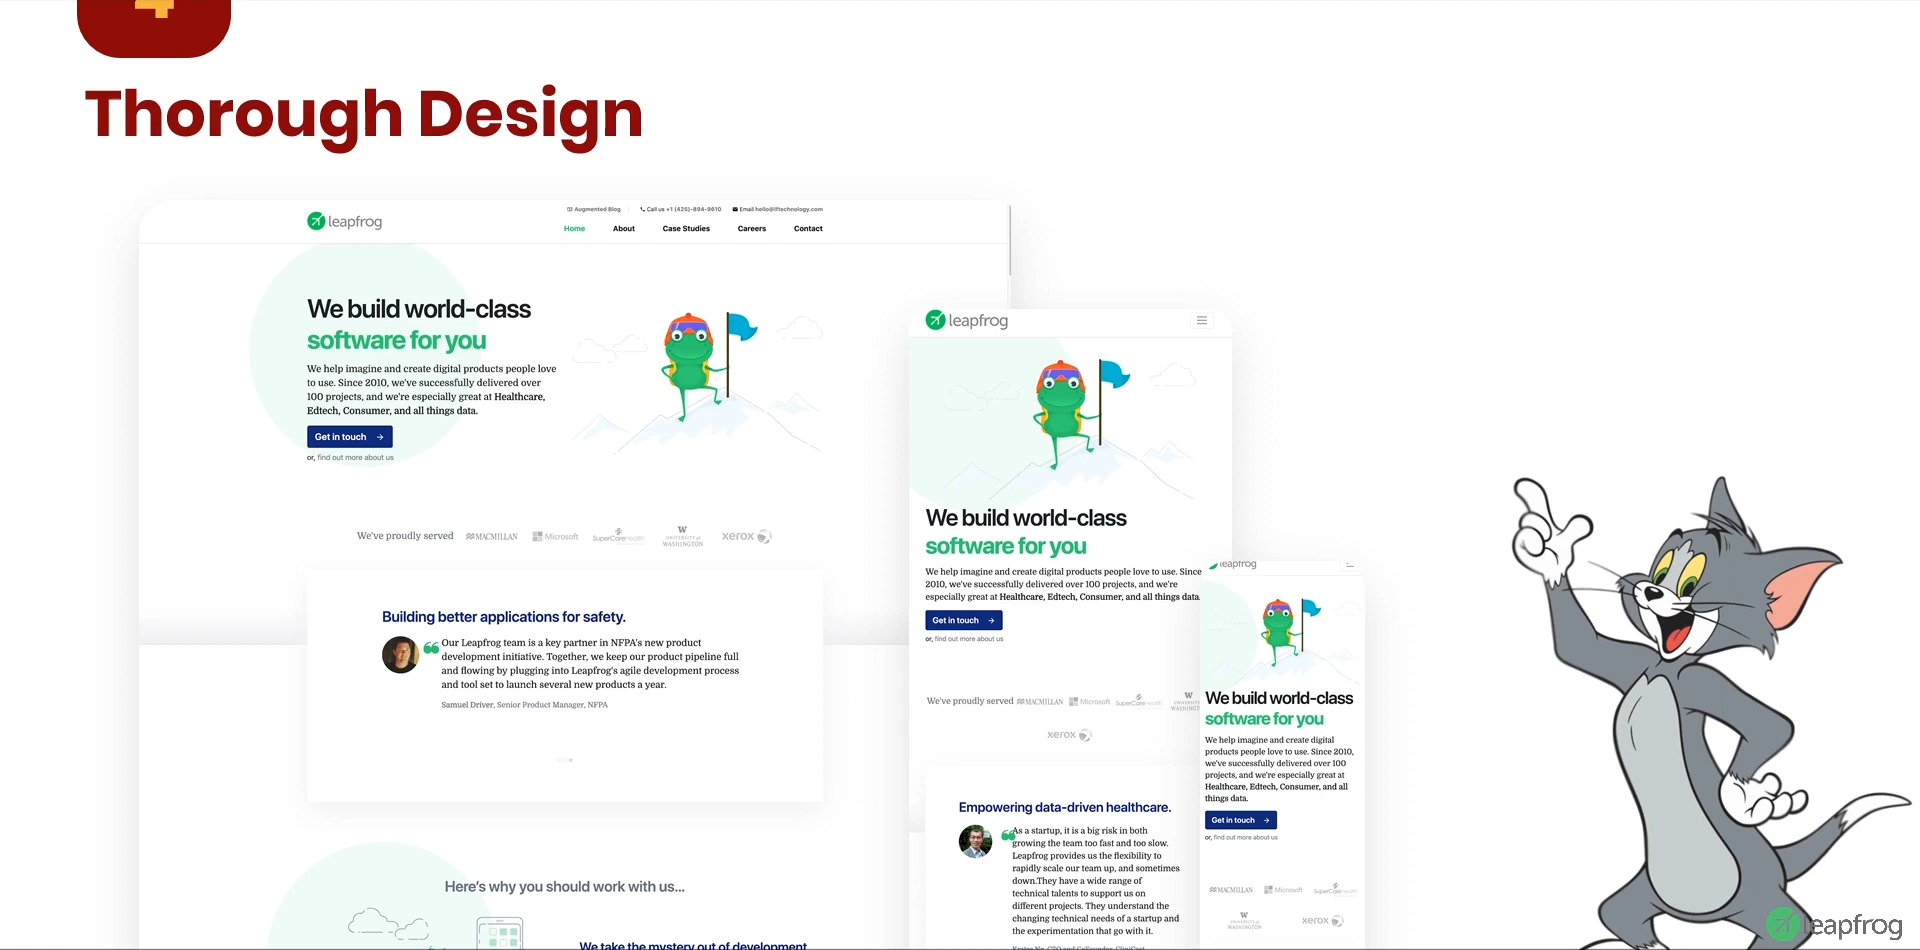 4
Thorough Design
leapfrog
Augmented Blog
Call us +1 (425)-894-9610
Email hello@lftechnology.com
Home
About
Case Studies
Careers
Contact
We build world-class
software for you
We help imagine and create digital products people love
to use. Since 2010, we've successfully delivered over
100 projects, and we're especially great at Healthcare,
Edtech, Consumer, and all things data.
Get in touch →
or, find out more about us
We've proudly served
MACMILLAN
Microsoft
SuperCareHealth
W
UNIVERSITY of
WASHINGTON
xerox
Building better applications for safety.
Our Leapfrog team is a key partner in NFPA's new product
development initiative. Together, we keep our product pipeline full
and flowing by plugging into Leapfrog's agile development process
and tool set to launch several new products a year.
Samuel Driver, Senior Product Manager, NFPA
Here's why you should work with us...
We take the mystery out of development
leapfrog
We build world-class
software for you
We help imagine and create digital products people love to use. Since
2010, we've successfully delivered over 100 projects, and we're
especially great at Healthcare, Edtech, Consumer, and all things data.
Get in touch →
or, find out more about us
We've proudly served
MACMILLAN
Microsoft
SuperCareHealth
W
xerox
Empowering data-driven healthcare.
As a startup, it is a big risk in both
growing the team too fast and too slow.
Leapfrog provides us the flexibility to
rapidly scale our team up, and sometimes
down.They have a wide range of
technical talents to support us on
different projects. They understand the
changing technical needs of a startup and
the experimentation that go with it.
leapfrog
We build world-class
software for you
We help imagine and create digital
products people love to use. Since 2010,
we've successfully delivered over 100
projects, and we're especially great at
Healthcare, Edtech, Consumer, and all
things data.
Get in touch →
or, find out more about us
MACMILLAN
Microsoft
SuperCareHealth
W
UNIVERSITY of
WASHINGTON
xerox
leapfrog